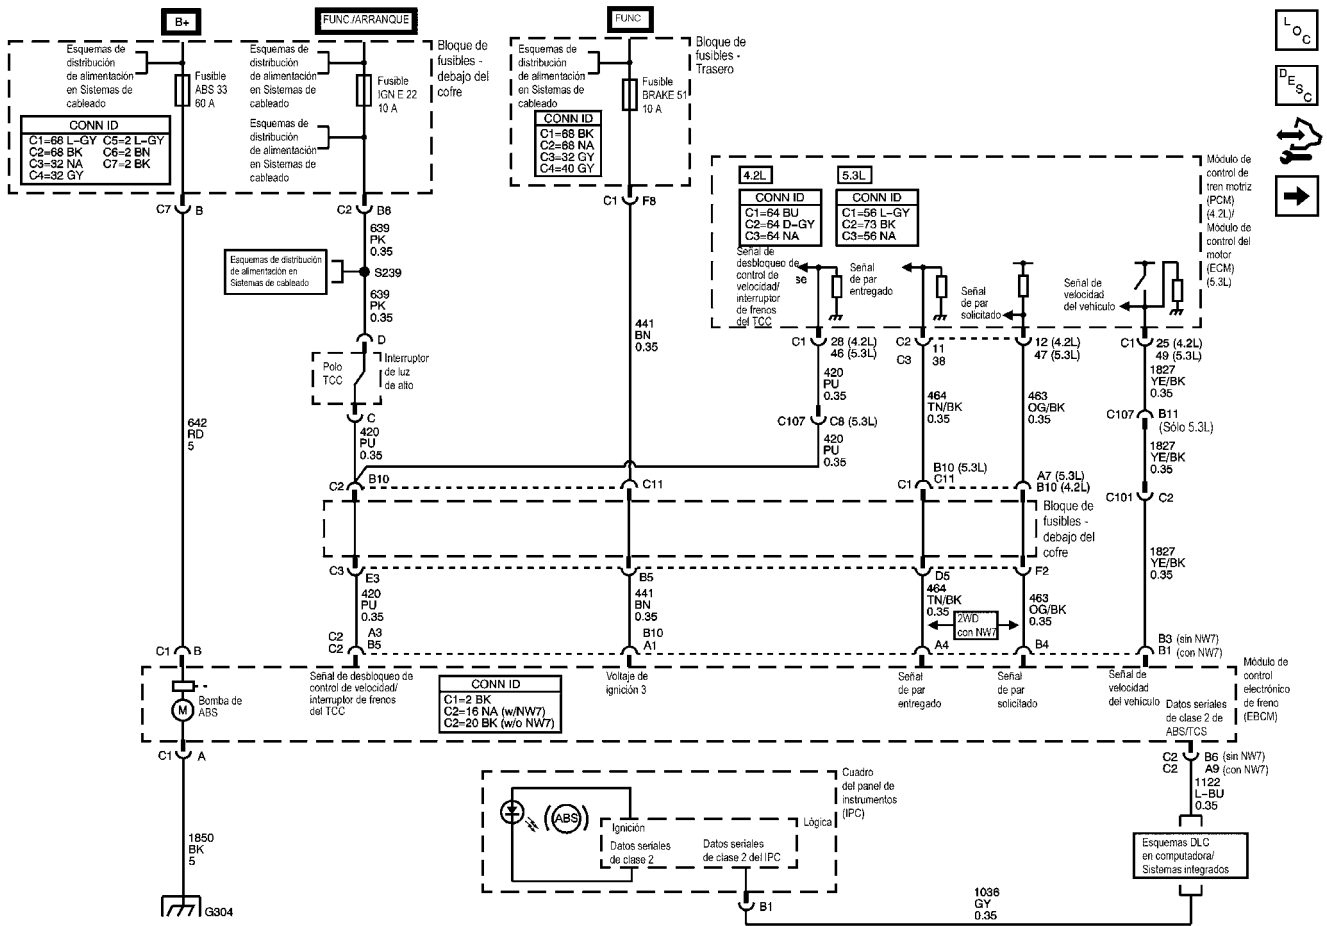 B+
FUNC./ARRANQUE
FUNC
L
O
C
D
E
S
C
Esquemas de
distribución
de alimentación
en Sistemas de
cableado
Fusible
ABS 33
60 A
CONN ID
C1=68 L-GY C5=2 L-GY
C2=68 BK C6=2 BN
C3=32 NA C7=2 BK
C4=32 GY
Esquemas de
distribución
de alimentación
en Sistemas de
cableado
Fusible
IGN E 22
10 A
Esquemas de
distribución
de alimentación
en Sistemas de
cableado
Bloque de
fusibles -
debajo del
cofre
Esquemas de
distribución
de alimentación
en Sistemas de
cableado
Fusible
BRAKE 51
10 A
CONN ID
C1=68 BK
C2=68 NA
C3=32 GY
C4=40 GY
Bloque de
fusibles -
Trasero
C7 B
C2 B6
C1 F8
639
PK
0.35
Esquemas de distribución
de alimentación en
Sistemas de cableado
S239
639
PK
0.35
D
Polo
TCC
Interruptor
de luz
de alto
C
420
PU
0.35
441
BN
0.35
642
RD
5
4.2L
CONN ID
C1=64 BU
C2=64 D-GY
C3=64 NA
5.3L
CONN ID
C1=56 L-GY
C2=73 BK
C3=56 NA
Módulo de
control de
tren motriz
(PCM)
(4.2L)/
Módulo de
control del
motor
(ECM)
(5.3L)
Señal de
desbloqueo de
control de
velocidad/
interruptor
de frenos
del TCC
se
Señal
de par
entregado
Señal
de par
solicitado
Señal de
velocidad
del vehículo
C1 28 (4.2L)
46 (5.3L)
C2 11
C3 38
12 (4.2L)
47 (5.3L)
C1 25 (4.2L)
49 (5.3L)
420
PU
0.35
464
TN/BK
0.35
463
OG/BK
0.35
1827
YE/BK
0.35
C107 C8 (5.3L)
C107 B11
(Sólo 5.3L)
420
PU
0.35
1827
YE/BK
0.35
C2 B10
C11
B10 (5.3L)
C1 C11
A7 (5.3L)
B10 (4.2L)
C101 C2
Bloque de
fusibles -
debajo del
cofre
1827
YE/BK
0.35
C3 E3
B5
D5
F2
420
PU
0.35
441
BN
0.35
464
TN/BK
0.35
2WD
con NW7
463
OG/BK
0.35
C1 B
C2 A3
C2 B5
B10
A1
A4
B4
B3 (sin NW7)
B1 (con NW7)
M
Bomba de
ABS
Señal de desbloqueo de
control de velocidad/
interruptor de frenos
del TCC
CONN ID
C1=2 BK
C2=16 NA (w/NW7)
C2=20 BK (w/o NW7)
Voltaje de
ignición 3
Señal
de par
entregado
Señal
de par
solicitado
Señal de
velocidad
del vehículo
Datos seriales
de clase 2 de
ABS/TCS
Módulo de
control
electrónico
de freno
(EBCM)
C1 A
C2 B6 (sin NW7)
C2 A9 (con NW7)
1122
L-BU
0.35
1850
BK
5
G304
ABS
Ignición
Datos seriales
de clase 2
Datos seriales
de clase 2 del IPC
Lógica
Cuadro
del panel de
instrumentos
(IPC)
Esquemas DLC
en computadora/
Sistemas integrados
B1
1036
GY
0.35